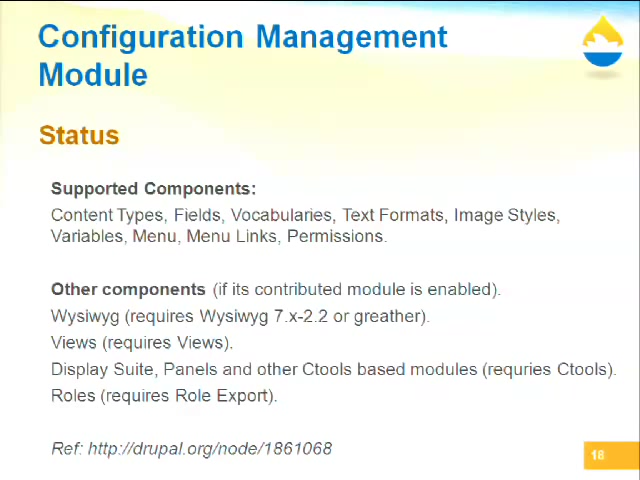 Configuration Management
Module
Status
Supported Components:
Content Types, Fields, Vocabularies, Text Formats, Image Styles,
Variables, Menu, Menu Links, Permissions.
Other components (if its contributed module is enabled).
Wysiwyg (requires Wysiwyg 7.x-2.2 or greather).
Views (requires Views).
Display Suite, Panels and other Ctools based modules (requries Ctools).
Roles (requires Role Export).
Ref: http://drupal.org/node/1861068
18